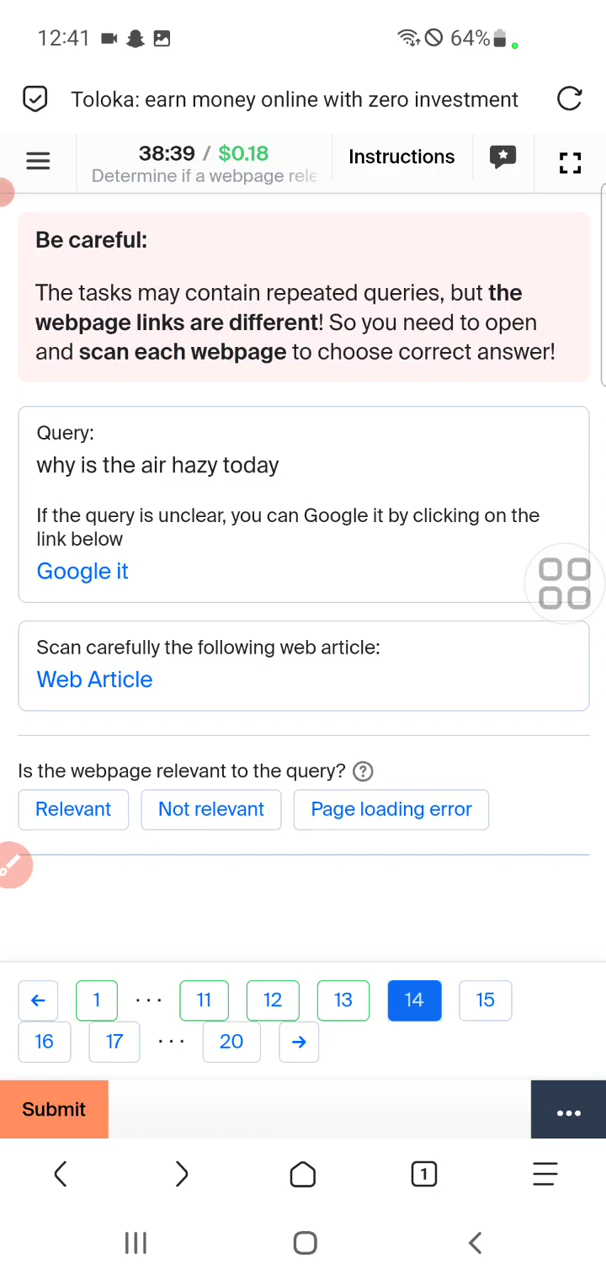 12:41
64%
Toloka: earn money online with zero investment
38:39 / $0.18
Determine if a webpage rele
Instructions
Be careful:
The tasks may contain repeated queries, but the
webpage links are different! So you need to open
and scan each webpage to choose correct answer!
Query:
why is the air hazy today
If the query is unclear, you can Google it by clicking on the
link below
Google it
Scan carefully the following web article:
Web Article
Is the webpage relevant to the query? ?
Relevant Not relevant Page loading error
1 ... 11 12 13 14 15
16 17 ... 20
Submit ...
1